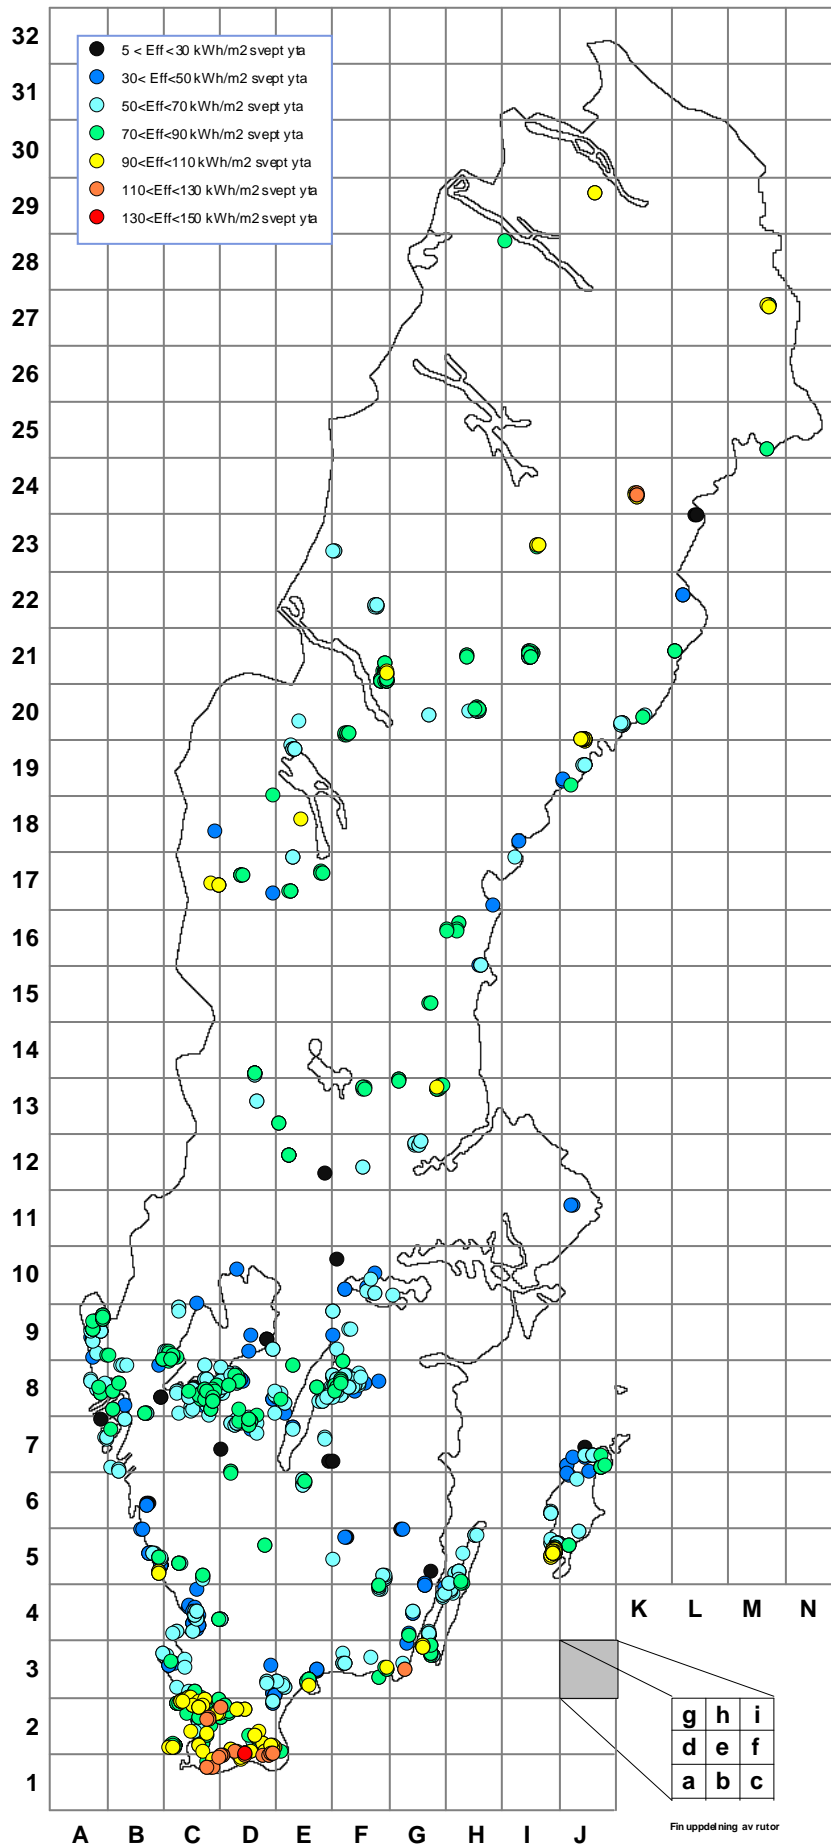 32
31
30
29
28
27
26
25
24
23
22
21
20
19
18
17
16
15
14
13
12
11
10
9
8
7
6
5
4
3
2
1
5 < Eff<30 kWh/m2 svept yta
30< Eff<50 kWh/m2 svept yta
50<Eff<70 kWh/m2 svept yta
70<Eff<90 kWh/m2 svept yta
90<Eff<110 kWh/m2 svept yta
110<Eff<130 kWh/m2 svept yta
130<Eff<150 kWh/m2 svept yta
K L M N
g h i
d e f
a b c
Fin uppdelning av rutor
A B C D E F G H I J